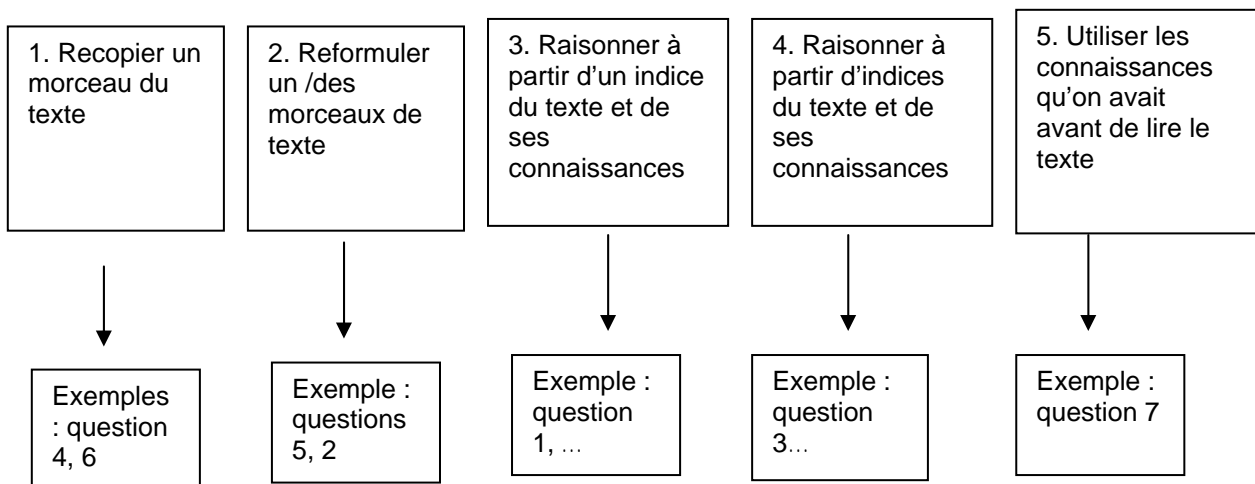 1. Recopier un
morceau du
texte
2. Reformuler
un /des
morceaux de
texte
3. Raisonner à
partir d’un indice
du texte et de
ses
connaissances
4. Raisonner à
partir d’indices
du texte et de
ses
connaissances
5. Utiliser les
connaissances
qu’on avait
avant de lire le
texte
Exemples
: question
4, 6
Exemple :
questions
5, 2
Exemple :
question
1, …
Exemple :
question
3…
Exemple :
question 7